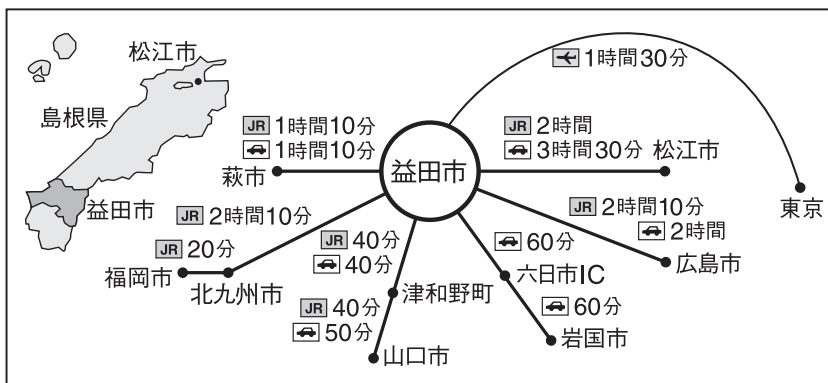 松江市
島根県
益田市
1時間30分
JR 1時間10分
1時間10分
萩市
益田市
JR 2時間
3時間30分
松江市
東京
JR 2時間10分
JR 20分
福岡市
北九州市
JR 40分
40分
津和野町
JR 40分
50分
山口市
60分
六日市IC
60分
岩国市
JR 2時間10分
2時間
広島市